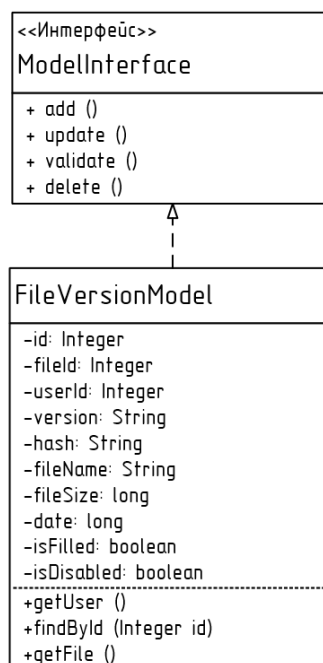 <<Интерфейс>>
ModelInterface
+ add ()
+ update ()
+ validate ()
+ delete ()
FileVersionModel
-id: Integer
-fileId: Integer
-userId: Integer
-version: String
-hash: String
-fileName: String
-fileSize: long
-date: long
-isFilled: boolean
-isDisabled: boolean
+getUser ()
+findById (Integer id)
+getFile ()